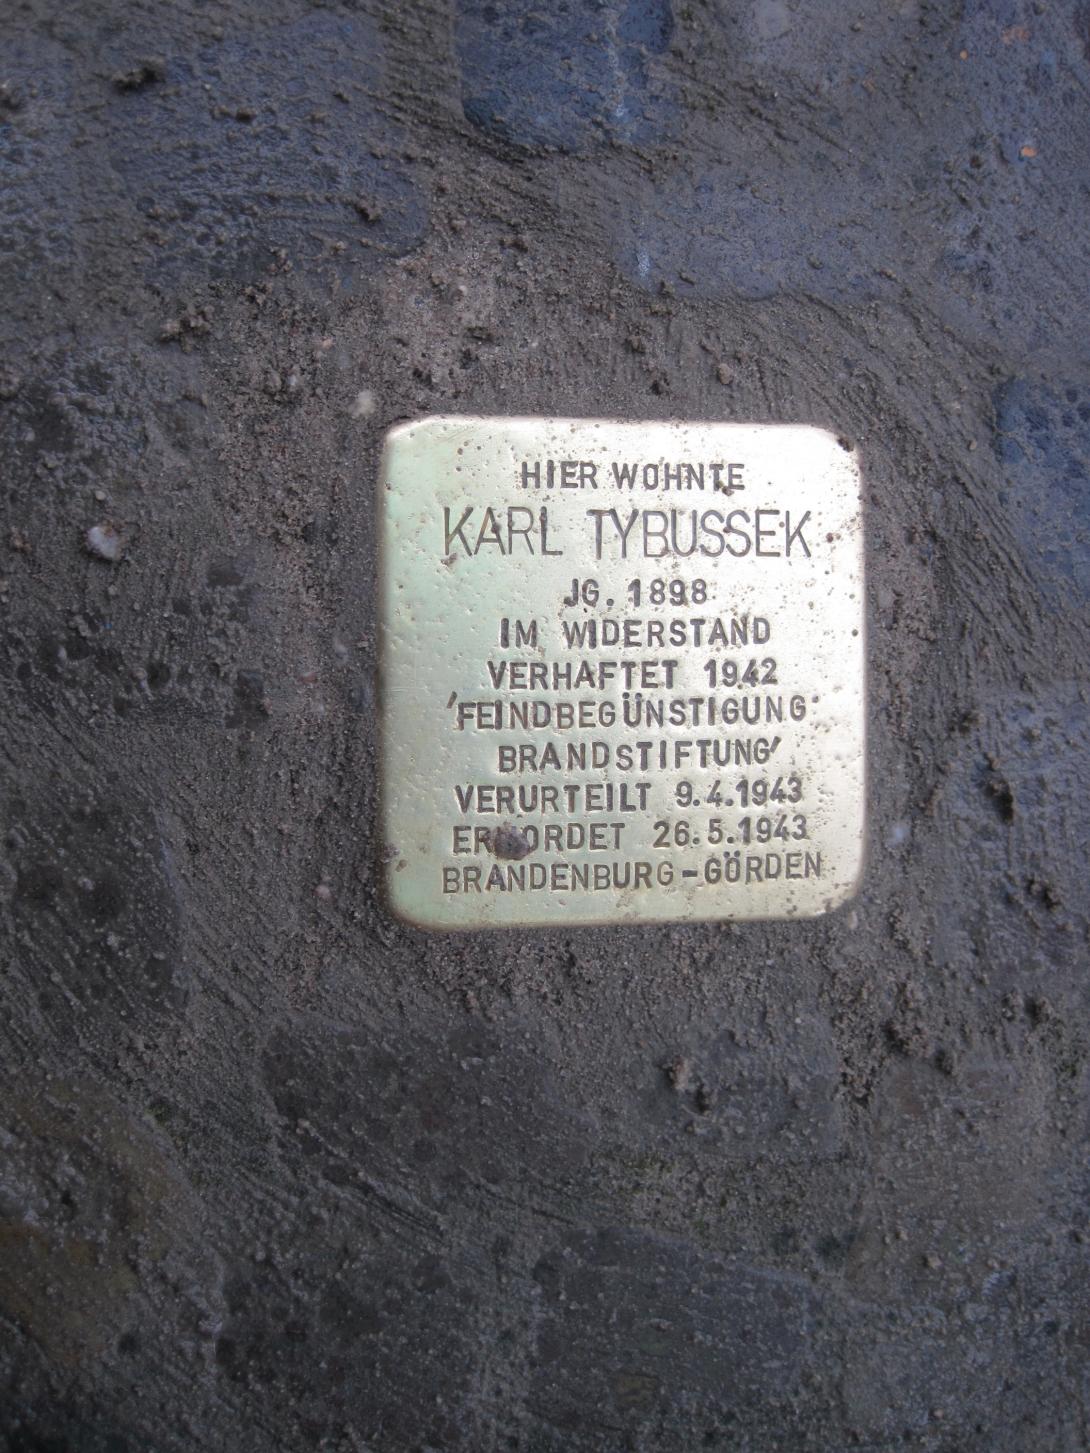 HIER WOHNTE
KARL TYBUSSEK
JG. 1898
IM WIDERSTAND
VERHAFTET 1942
'FEINDBEGÜNSTIGUNG'
BRANDSTIFTUNG'
VERURTEILT 9.4.1943
ERMORDET 26.5.1943
BRANDENBURG-GÖRDEN